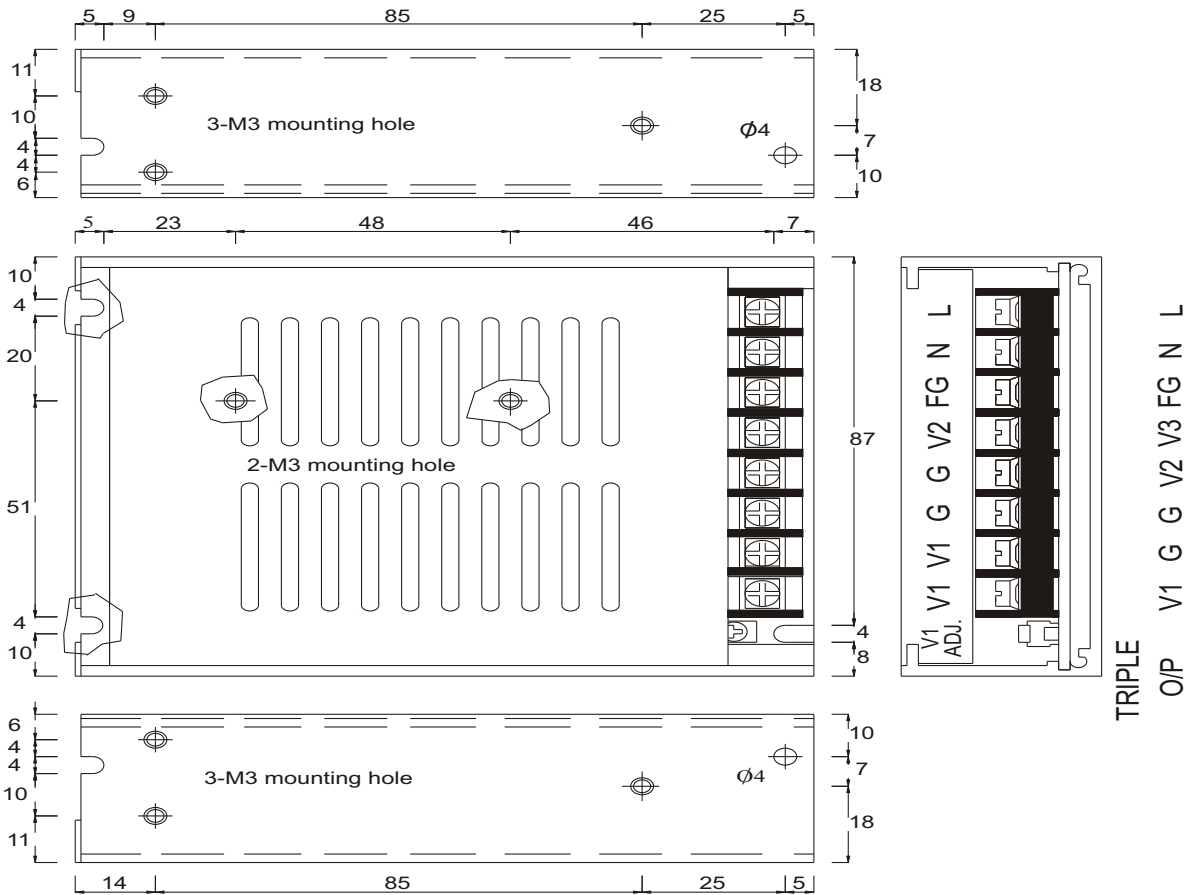 5 9 85 25 5
11
10
4
4
6
3-M3 mounting hole
ϕ4
18
7
10
5 23 48 46 7
10
4
20
51
4
10
2-M3 mounting hole
87
4
8
V1 V1 G G V2 FG N L
V1 ADJ.
V1 G G V2 V3 FG N L
TRIPLE
O/P
6
4
4
10
11
3-M3 mounting hole
ϕ4
10
7
18
14 85 25 5